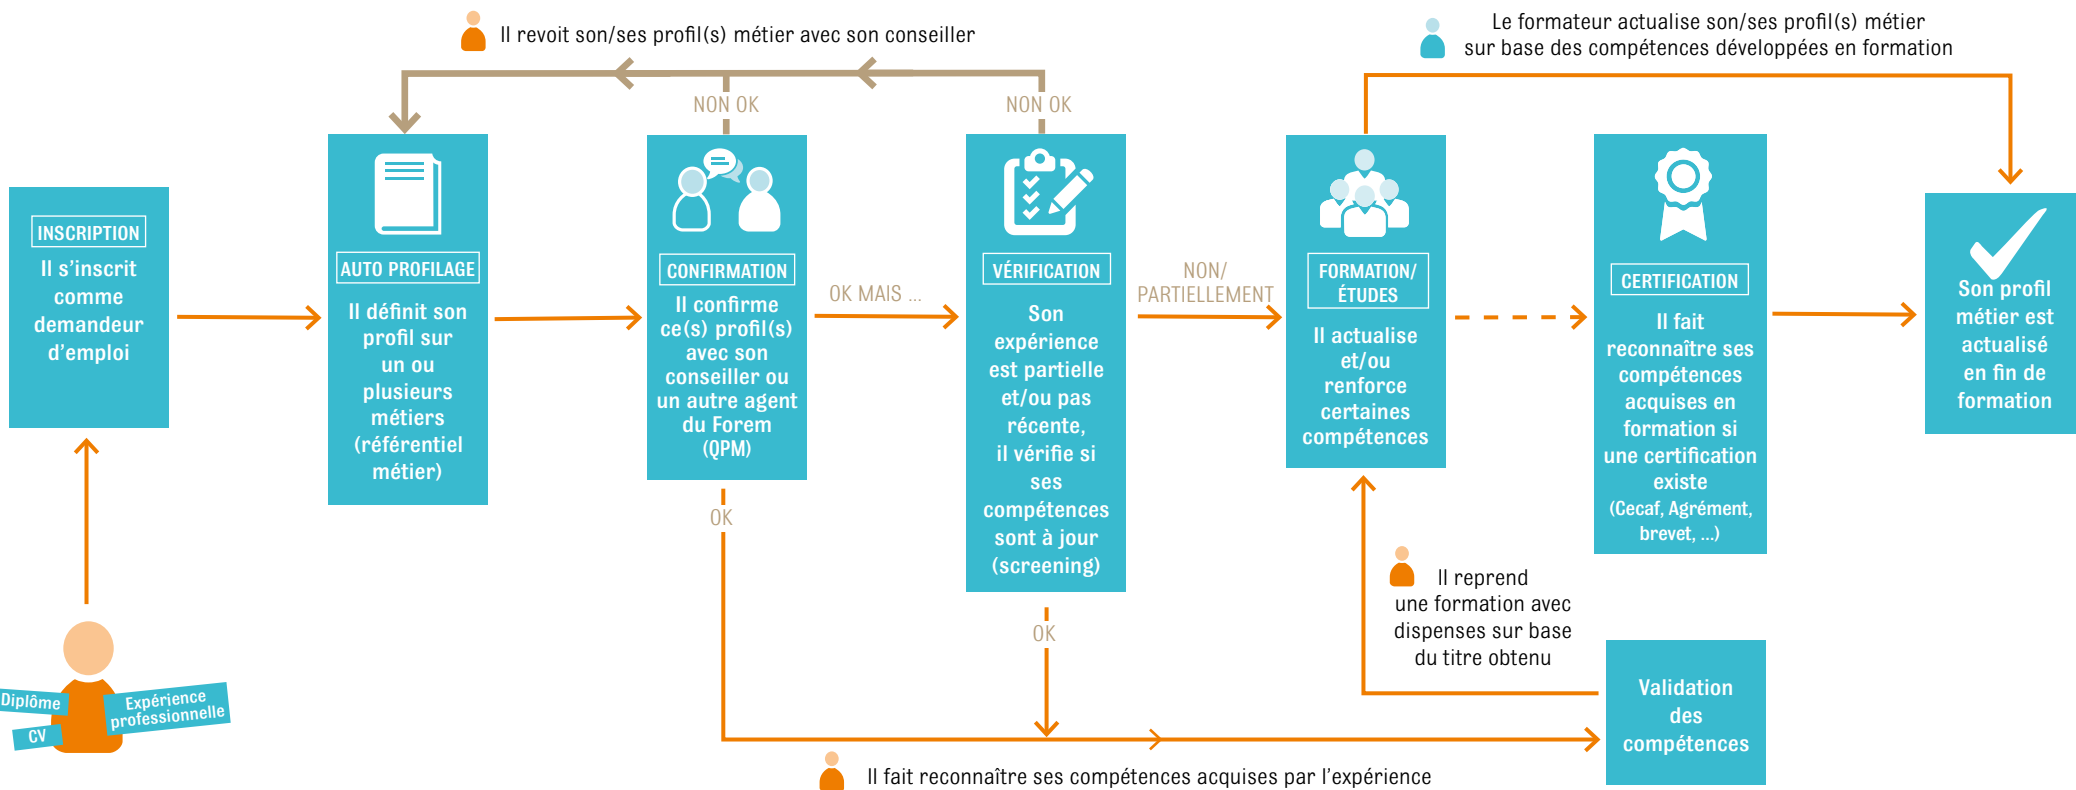 Il revoit son/ses profil(s) métier avec son conseiller
Le formateur actualise son/ses profil(s) métier
sur base des compétences développées en formation
NON OK
NON OK
INSCRIPTION
Il s'inscrit
comme
demandeur
d'emploi
AUTO PROFILAGE
Il définit son
profil sur
un ou
plusieurs
métiers
(référentiel
métier)
CONFIRMATION
Il confirme
ce(s) profil(s)
avec son
conseiller ou
un autre agent
du Forem
(QPM)
OK MAIS ...
VÉRIFICATION
Son
expérience
est partielle
et/ou pas
récente,
il vérifie si
ses
compétences
sont à jour
(screening)
NON/
PARTIELLEMENT
FORMATION/
ÉTUDES
Il actualise
et/ou
renforce
certaines
compétences
CERTIFICATION
Il fait
reconnaître ses
compétences
acquises en
formation si
une certification
existe
(Cecaf, Agrément,
brevet, ...)
Son profil
métier est
actualisé
en fin de
formation
OK
OK
Il reprend
une formation avec
dispenses sur base
du titre obtenu
Validation
des
compétences
Diplôme
CV
Expérience
professionnelle
Il fait reconnaître ses compétences acquises par l'expérience